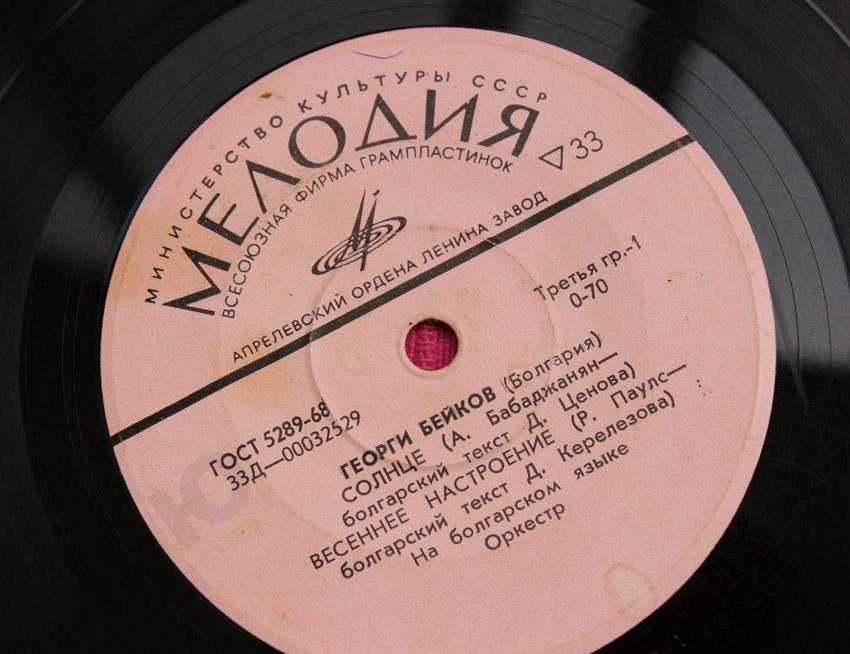 МИНИСТЕРСТВО КУЛЬТУРЫ СССР
МЕЛОДИЯ
ВСЕСОЮЗНАЯ ФИРМА ГРАМПЛАСТИНОК
33
АПРЕЛЕВСКИЙ ОРДЕНА ЛЕНИНА ЗАВОД
Третья гр.-1
0-70
ГОСТ 5289-68
33Д—00032529
ГЕОРГИ БЕЙКОВ (Болгария)
СОЛНЦЕ (А. Бабаджанян—
болгарский текст Д. Ценова)
ВЕСЕННЕЕ НАСТРОЕНИЕ (Р. Паулс—
болгарский текст Д. Керелезова)
На болгарском языке
Оркестр